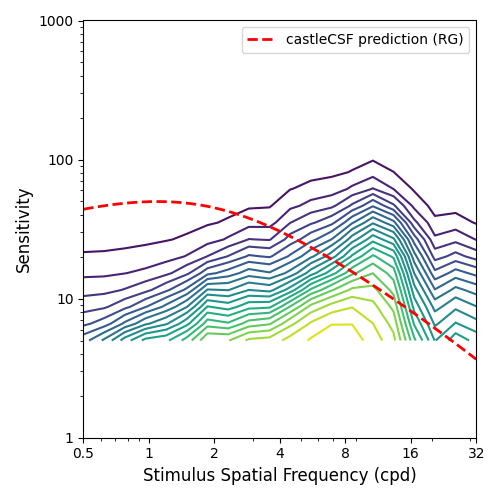 1000
castleCSF prediction (RG)
100
Sensitivity
10
1
0.5 1 2 4 8 16 32
Stimulus Spatial Frequency (cpd)